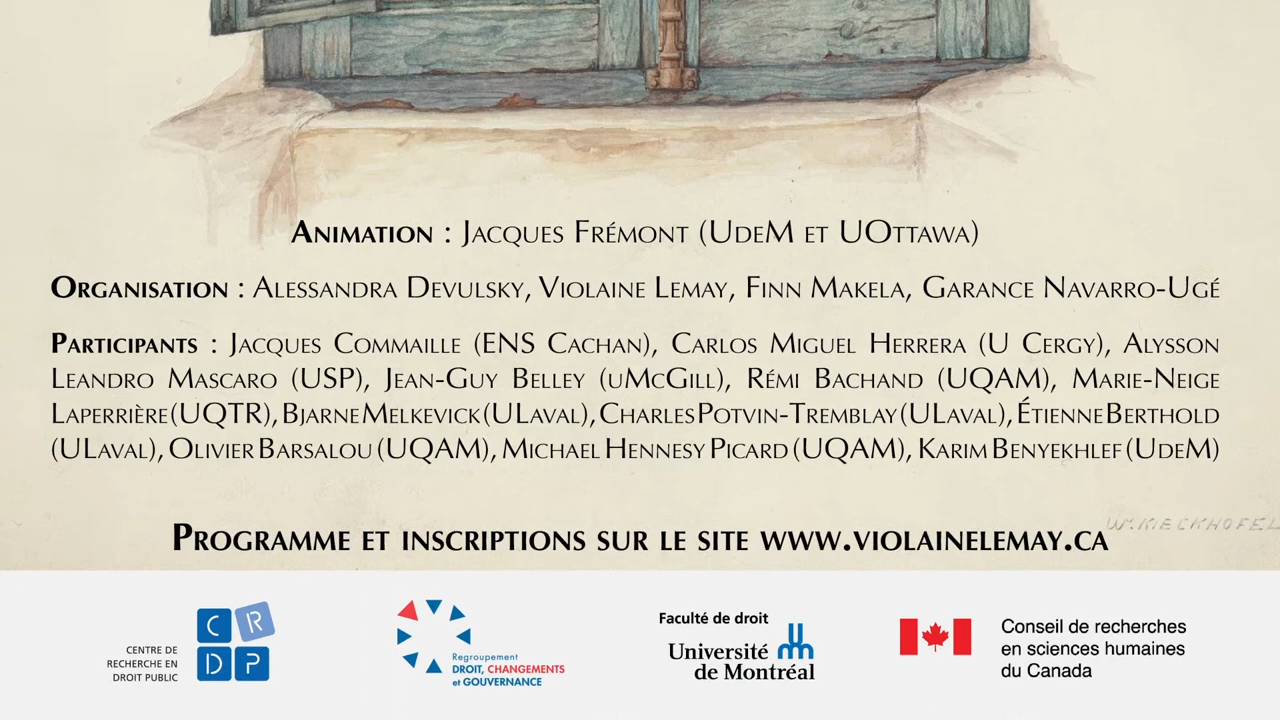 Animation : Jacques Frémont (UdeM et UOttawa)
Organisation : Alessandra Devulsky, Violaine Lemay, Finn Makela, Garance Navarro-Ugé
Participants : Jacques Commaille (ENS Cachan), Carlos Miguel Herrera (U Cergy), Alysson
Leandro Mascaro (USP), Jean-Guy Belley (uMcGill), Rémi Bachand (UQAM), Marie-Neige
Laperrière (UQTR), Bjarne Melkevick (ULaval), Charles Potvin-Tremblay (ULaval), Étienne Berthold
(ULaval), Olivier Barsalou (UQAM), Michael Hennesy Picard (UQAM), Karim Benyekhlef (UdeM)
Programme et inscriptions sur le site www.violainelemay.ca
CENTRE DE
RECHERCHE EN
DROIT PUBLIC
CRDP
Regroupement
DROIT, CHANGEMENTS
et GOUVERNANCE
Faculté de droit
Université
de Montréal
Conseil de recherches
en sciences humaines
du Canada